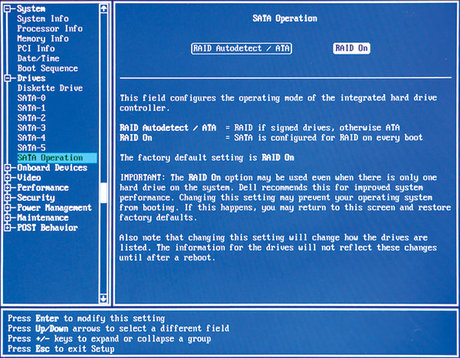 System
System Info
Processor Info
Memory Info
PCI Info
Date/Time
Boot Sequence
Drives
Diskette Drive
SATA-0
SATA-1
SATA-2
SATA-3
SATA-4
SATA-5
SATA Operation
Onboard Devices
Video
Performance
Security
Power Management
Maintenance
POST Behavior
SATA Operation
RAID Autodetect / ATA RAID On
This field configures the operating mode of the integrated hard drive
controller.
RAID Autodetect / ATA = RAID if signed drives, otherwise ATA
RAID On = SATA is configured for RAID on every boot
The factory default setting is RAID On
IMPORTANT: The RAID On option may be used even when there is only one
hard drive on the system. Dell recommends this for improved system
performance. Changing this setting may prevent your operating system
from booting. If this happens, you may return to this screen and restore
factory defaults.
Also note that changing this setting will change how the drives are
listed. The information for the drives will not reflect these changes
until after a reboot.
Press Enter to modify this setting
Press Up/Down arrows to select a different field
Press +/- keys to expand or collapse a group
Press Esc to exit Setup